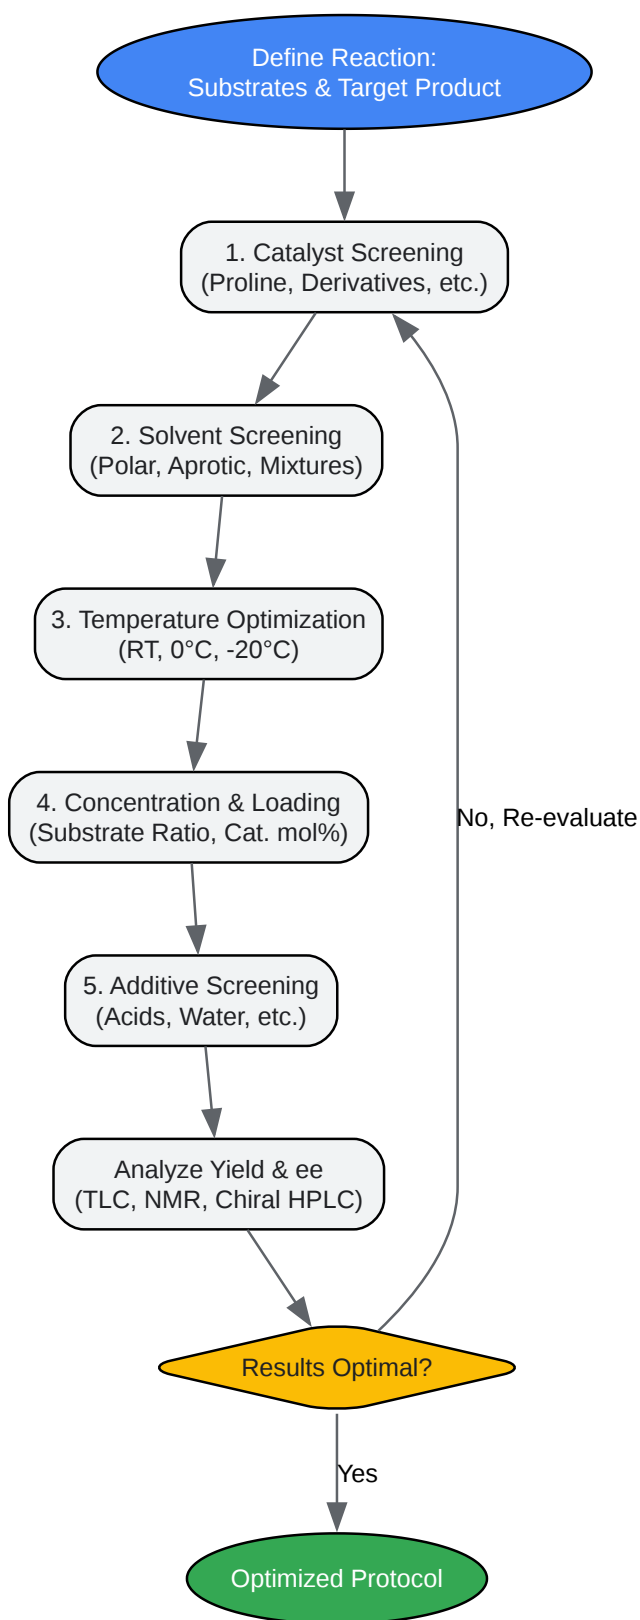 Define Reaction:
Substrates & Target Product
1. Catalyst Screening
(Proline, Derivatives, etc.)
2. Solvent Screening
(Polar, Aprotic, Mixtures)
3. Temperature Optimization
(RT, 0°C, -20°C)
4. Concentration & Loading
(Substrate Ratio, Cat. mol%)
No, Re-evaluate
5. Additive Screening
(Acids, Water, etc.)
Analyze Yield & ee
(TLC, NMR, Chiral HPLC)
Results Optimal?
Yes
Optimized Protocol